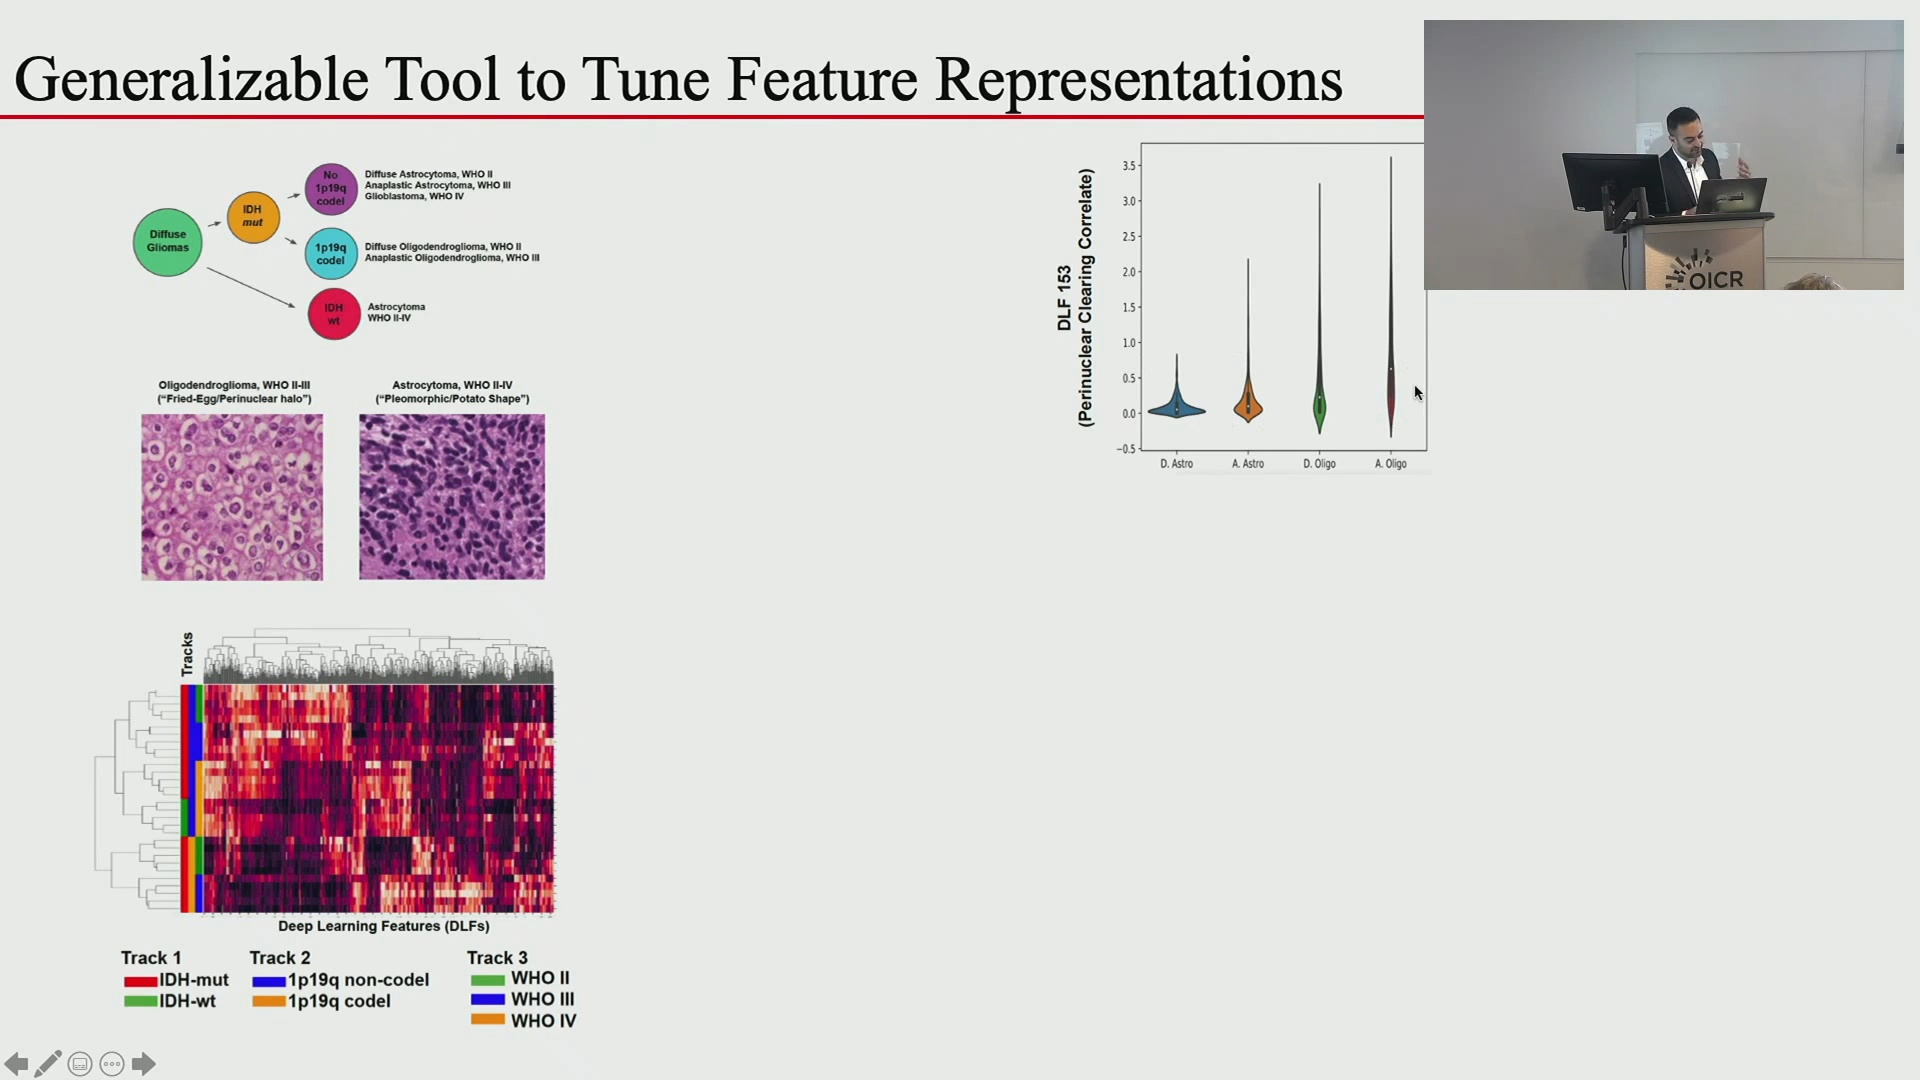 Generalizable Tool to Tune Feature Representations
Diffuse
Gliomas
IDH
mut
No
1p19q
codel
Diffuse Astrocytoma, WHO II
Anaplastic Astrocytoma, WHO III
Glioblastoma, WHO IV
1p19q
codel
Diffuse Oligodendroglioma, WHO II
Anaplastic Oligodendroglioma, WHO III
IDH
wt
Astrocytoma
WHO II-IV
Oligodendroglioma, WHO II-III
(“Fried-Egg/Perinuclear halo”)
Astrocytoma, WHO II-IV
(“Pleomorphic/Potato Shape”)
Tracks
Deep Learning Features (DLFs)
Track 1
IDH-mut
IDH-wt
Track 2
1p19q non-codel
1p19q codel
Track 3
WHO II
WHO III
WHO IV
DLF 153
(Perinuclear Clearing Correlate)
3.5
3.0
2.5
2.0
1.5
1.0
0.5
0.0
−0.5
D. Astro
A. Astro
D. Oligo
A. Oligo
OICR